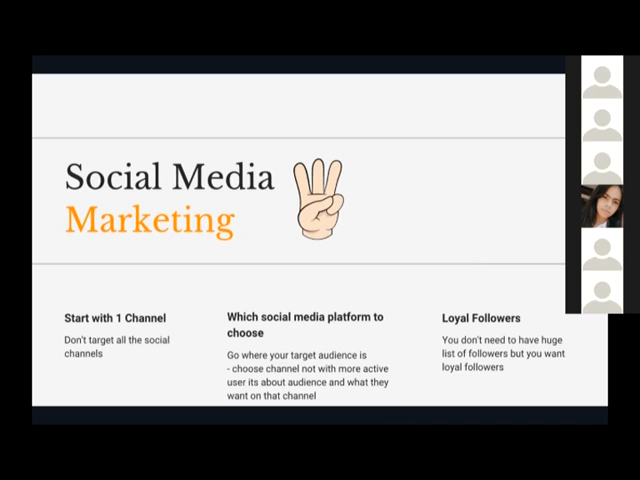 Social Media
Marketing
Start with 1 Channel
Don't target all the social
channels
Which social media platform to
choose
Go where your target audience is
- choose channel not with more active
user its about audience and what they
want on that channel
Loyal Followers
You don't need to have huge
list of followers but you want
loyal followers